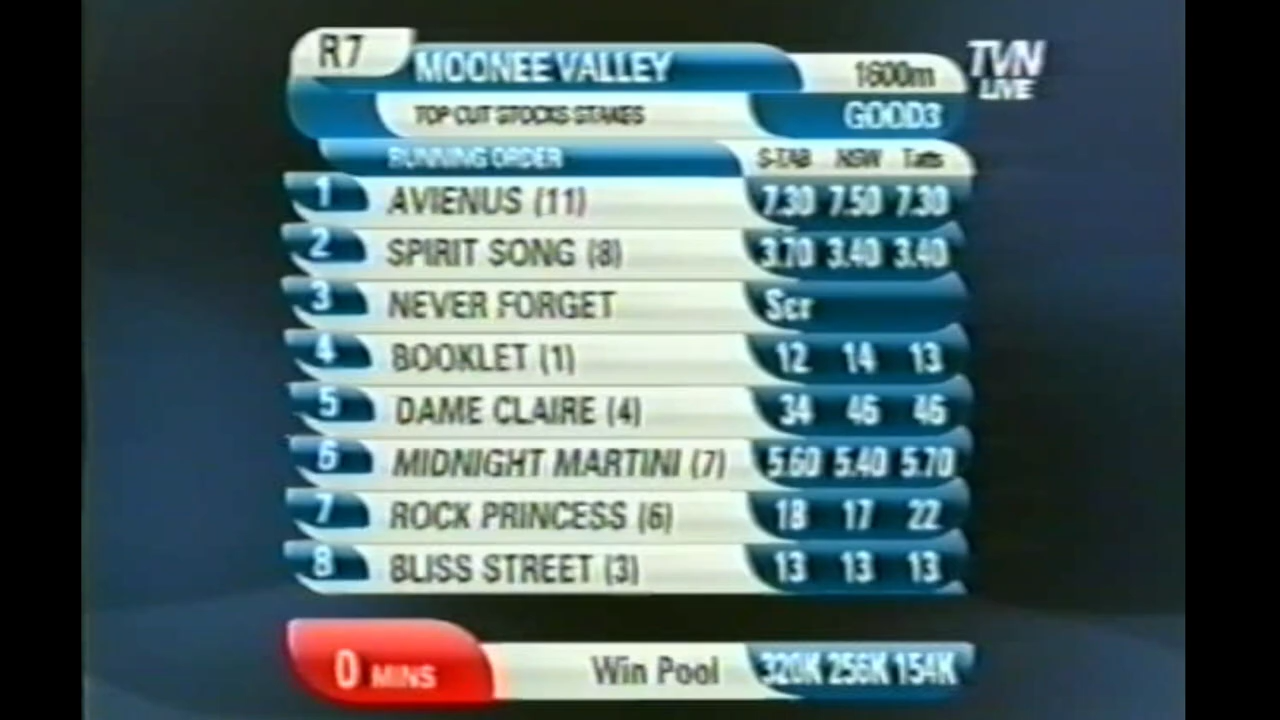 R7 MOONEE VALLEY 1600m TVN
LIVE
TOP CUT STOCKS STAKES GOOD3
RUNNING ORDER S-TAB NSW Tatts
1 AVIENUS (11) 7.30 7.50 7.30
2 SPIRIT SONG (8) 3.70 3.40 3.40
3 NEVER FORGET Scr
4 BOOKLET (1) 12 14 13
5 DAME CLAIRE (4) 34 46 46
6 MIDNIGHT MARTINI (7) 5.60 5.40 5.70
7 ROCK PRINCESS (6) 18 17 22
8 BLISS STREET (3) 13 13 13
0 MINS Win Pool 320K 256K 154K